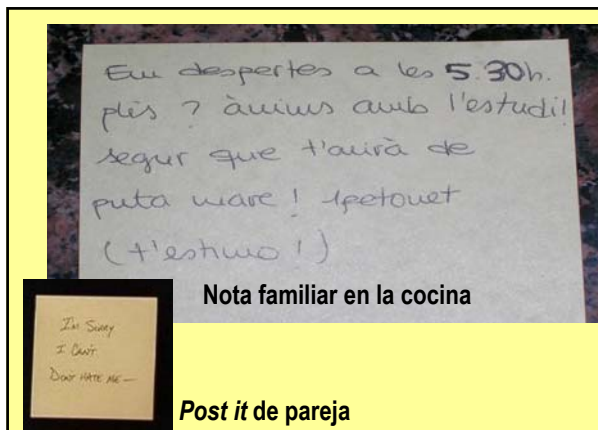 Em despertes a les 5.30h.
plis ? ànims amb l'estudi!
segur que t'anirà de
puta mare! 1petonet
(t'estimo!)
Nota familiar en la cocina
I'm Sorry
I Can't
Don't hate me —
Post it de pareja